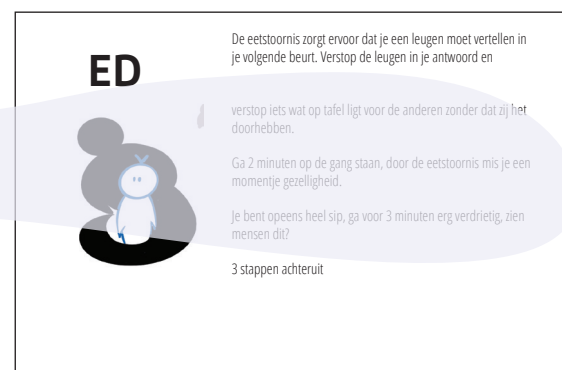 ED
De eetstoornis zorgt ervoor dat je een leugen moet vertellen in
je volgende beurt. Verstop de leugen in je antwoord en
verstop iets wat op tafel ligt voor de anderen zonder dat zij het
doorhebben.
Ga 2 minuten op de gang staan, door de eetstoornis mis je een
momentje gezelligheid.
Je bent opeens heel sip, ga voor 3 minuten erg verdrietig, zien
mensen dit?
3 stappen achteruit